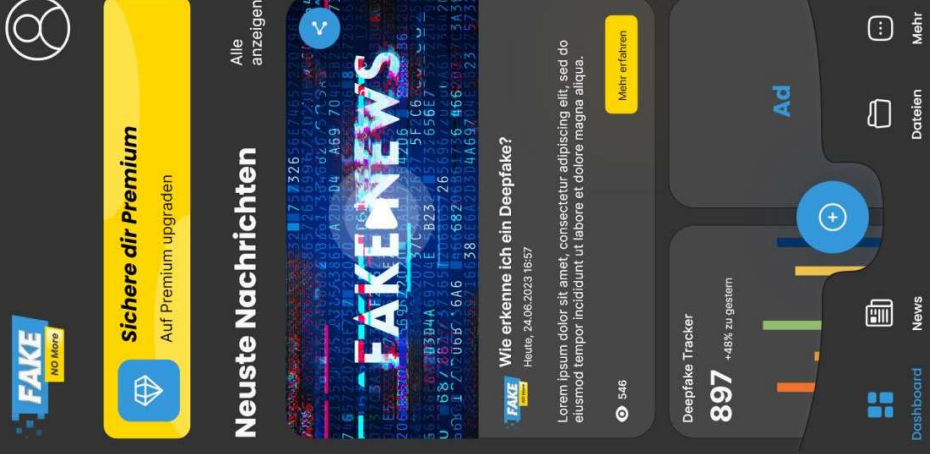 FAKE
NO More
Sichere dir Premium
Auf Premium upgraden
Neuste Nachrichten
Alle
anzeigen
FAKE NEWS
FAKE
NO More
Wie erkenne ich ein Deepfake?
Heute, 24.06.2023 16:57
Lorem ipsum dolor sit amet, consectetur adipiscing elit, sed do
eiusmod tempor incididunt ut labore et dolore magna aliqua.
546
Mehr erfahren
Deepfake Tracker
897 +48% zu gestern
Ad
Dashboard
News
Dateien
Mehr